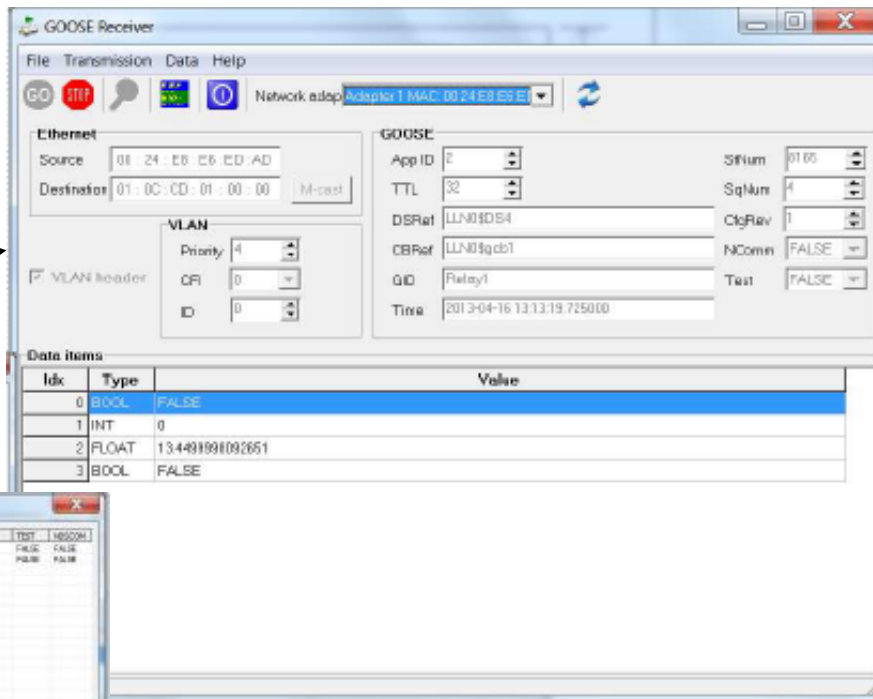 GOOSE Receiver
File Transmission Data Help
GO STOP Network adap Adapter 1 MAC: 00:24:E8:E6:E
Ethernet
Source : 24 : E8 : E6 : ED : AD
Destination 01 : 0C : CD : 01 : 00 : 00 M-cast
VLAN header
VLAN
Priority 4
CFI 0
ID 0
GOOSE
App ID 2
TTL 32
DSRef LLN0$DS4
CBRef LLN0$gcb1
GID Relay1
Time 2013-04-16 13:13:19.725000
StNum 6165
SqNum 4
CfgRev 1
NComm FALSE
Test FALSE
Data items
Idx Type Value
0 BOOL FALSE
1 INT 0
2 FLOAT
3 BOOL FALSE
TEST NDSCOM
FALSE FALSE
FALSE FALSE